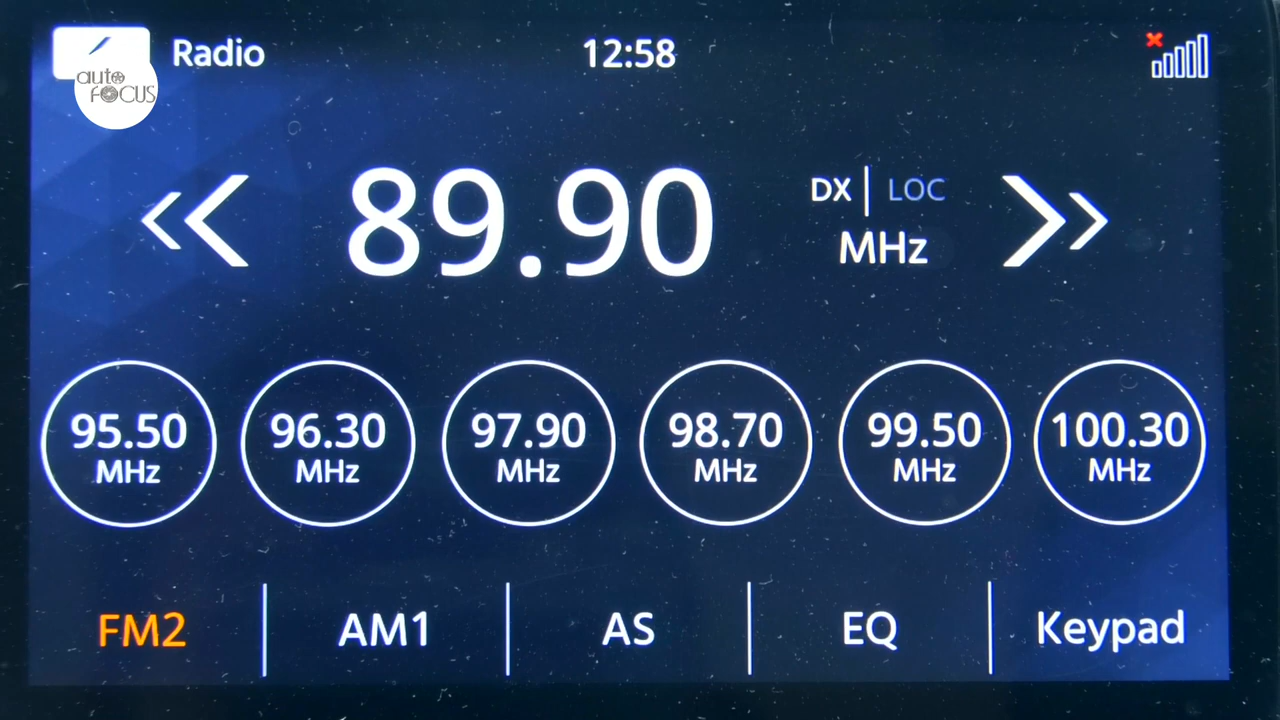 Radio
12:58
auto
FOCUS
89.90
DX | LOC
MHz
95.50
MHz
96.30
MHz
97.90
MHz
98.70
MHz
99.50
MHz
100.30
MHz
FM2
AM1
AS
EQ
Keypad